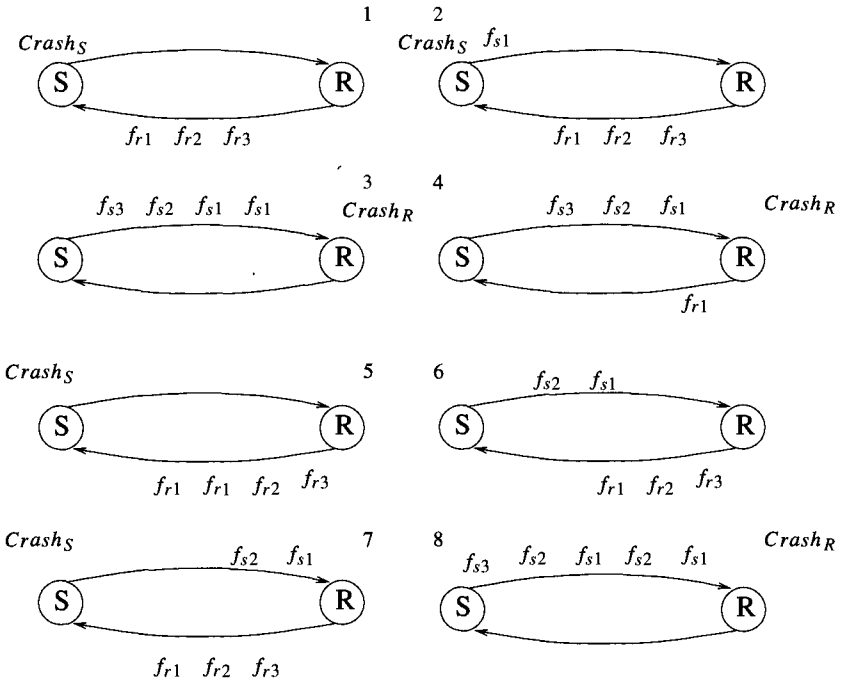 1
Crash_S
S R
f_r1 f_r2 f_r3
2
Crash_S f_s1
S R
f_r1 f_r2 f_r3
3
f_s3 f_s2 f_s1 f_s1
Crash_R
S R
4
f_s3 f_s2 f_s1
Crash_R
S R
f_r1
5
Crash_S
S R
f_r1 f_r1 f_r2 f_r3
6
f_s2 f_s1
S R
f_r1 f_r2 f_r3
7
Crash_S
f_s2 f_s1
S R
f_r1 f_r2 f_r3
8
Crash_R
f_s3 f_s2 f_s1 f_s2 f_s1
S R